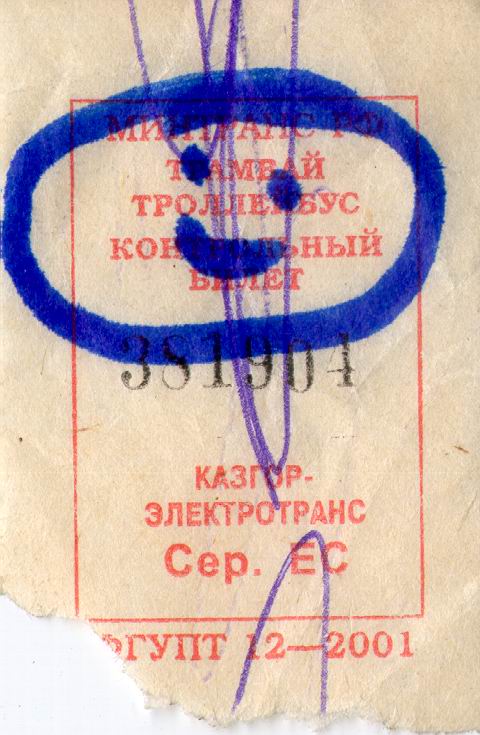 МИНТРАНС РФ
ТРАМВАЙ
ТРОЛЛЕЙБУС
КОНТРОЛЬНЫЙ
БИЛЕТ
381904
КАЗГОР-
ЭЛЕКТРОТРАНС
Сер. ЕС
ФГУПТ 12—2001